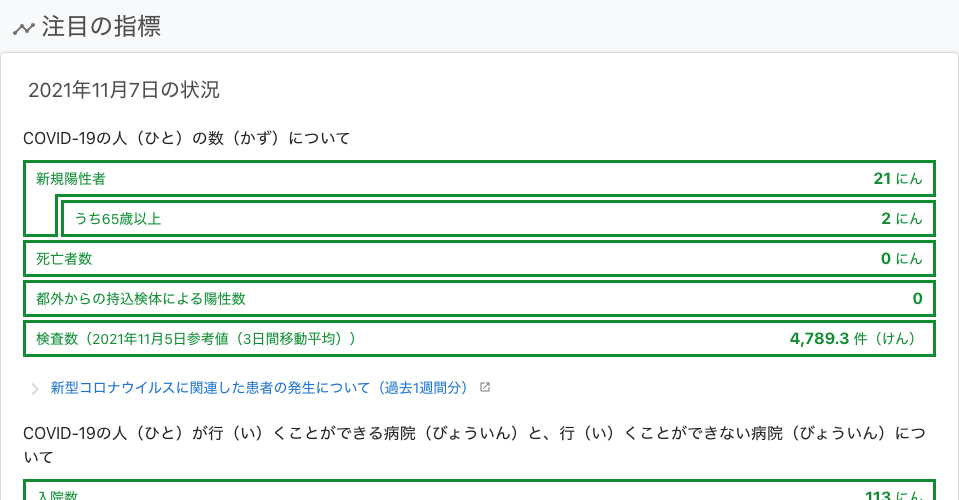 注目の指標
2021年11月7日の状況
COVID-19の人（ひと）の数（かず）について
新規陽性者 21 にん
うち65歳以上 2 にん
死亡者数 0 にん
都外からの持込検体による陽性数 0
検査数（2021年11月5日参考値（3日間移動平均）） 4,789.3 件（けん）
新型コロナウイルスに関連した患者の発生について（過去1週間分）
COVID-19の人（ひと）が行（い）くことができる病院（びょういん）と、行（い）くことができない病院（びょういん）につ
いて
入院数 113 にん